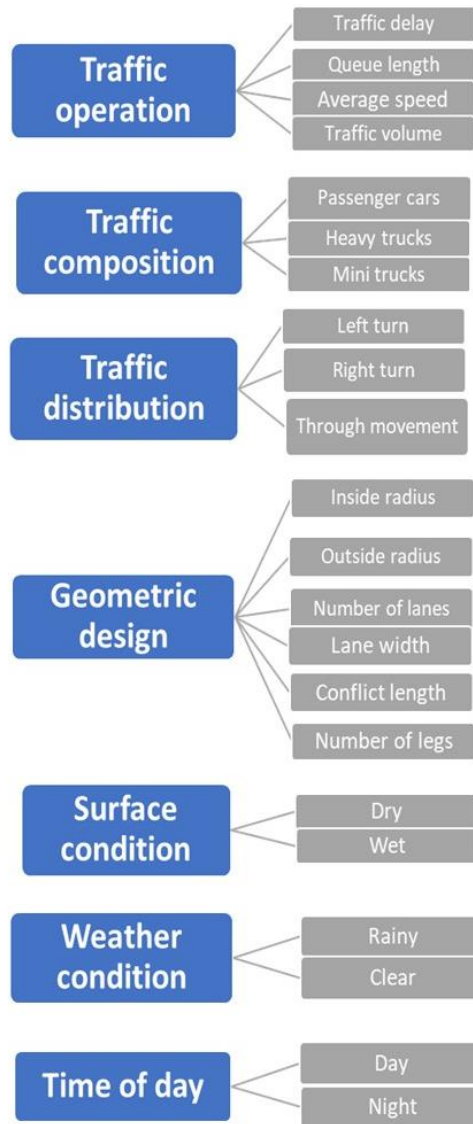 Traffic
operation
Traffic delay
Queue length
Average speed
Traffic volume
Traffic
composition
Passenger cars
Heavy trucks
Mini trucks
Traffic
distribution
Left turn
Right turn
Through movement
Geometric
design
Inside radius
Outside radius
Number of lanes
Lane width
Conflict length
Number of legs
Surface
condition
Dry
Wet
Weather
condition
Rainy
Clear
Time of day
Day
Night